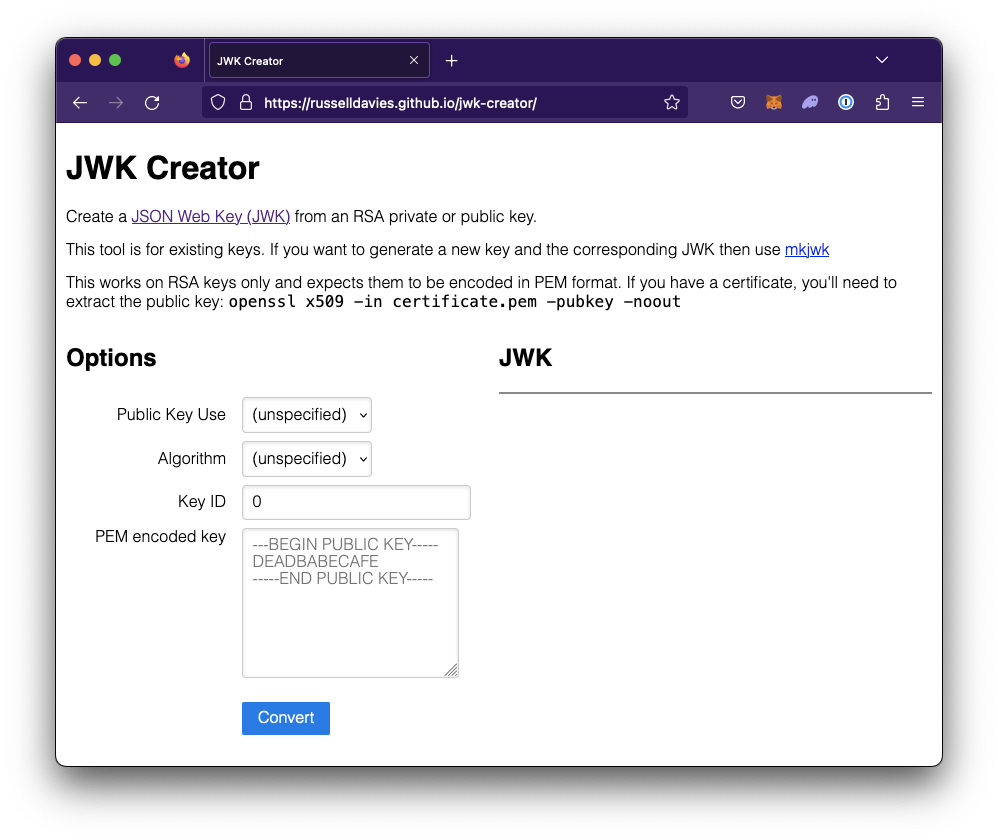 JWK Creator
https://russelldavies.github.io/jwk-creator/
JWK Creator
Create a JSON Web Key (JWK) from an RSA private or public key.
This tool is for existing keys. If you want to generate a new key and the corresponding JWK then use mkjwk
This works on RSA keys only and expects them to be encoded in PEM format. If you have a certificate, you'll need to
extract the public key: openssl x509 -in certificate.pem -pubkey -noout
Options
JWK
Public Key Use
(unspecified)
Algorithm
(unspecified)
Key ID
0
PEM encoded key
---BEGIN PUBLIC KEY-----
DEADBABECAFE
-----END PUBLIC KEY-----
Convert